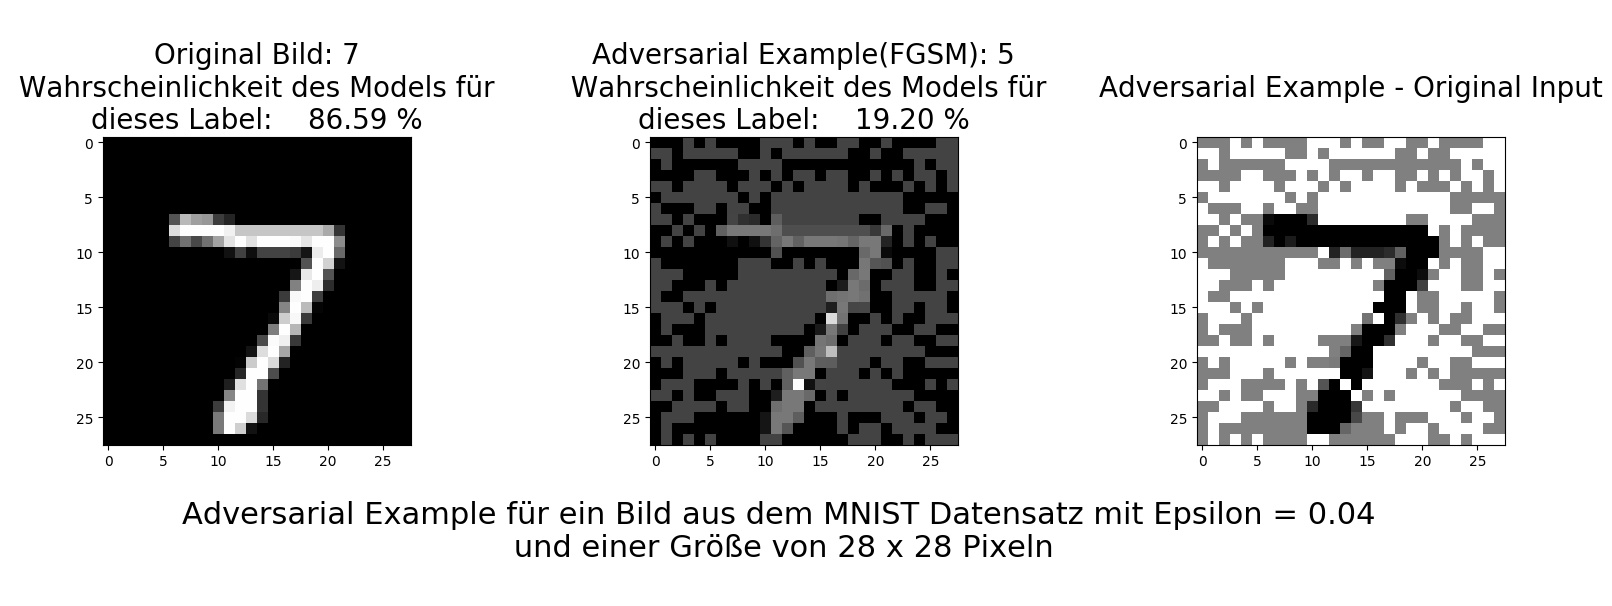 Original Bild: 7
Wahrscheinlichkeit des Models für
dieses Label: 86.59 %
0
5
10
15
20
25
0 5 10 15 20 25
Adversarial Example(FGSM): 5
Wahrscheinlichkeit des Models für
dieses Label: 19.20 %
0
5
10
15
20
25
0 5 10 15 20 25
Adversarial Example - Original Input
0
5
10
15
20
25
0 5 10 15 20 25
Adversarial Example für ein Bild aus dem MNIST Datensatz mit Epsilon = 0.04
und einer Größe von 28 x 28 Pixeln